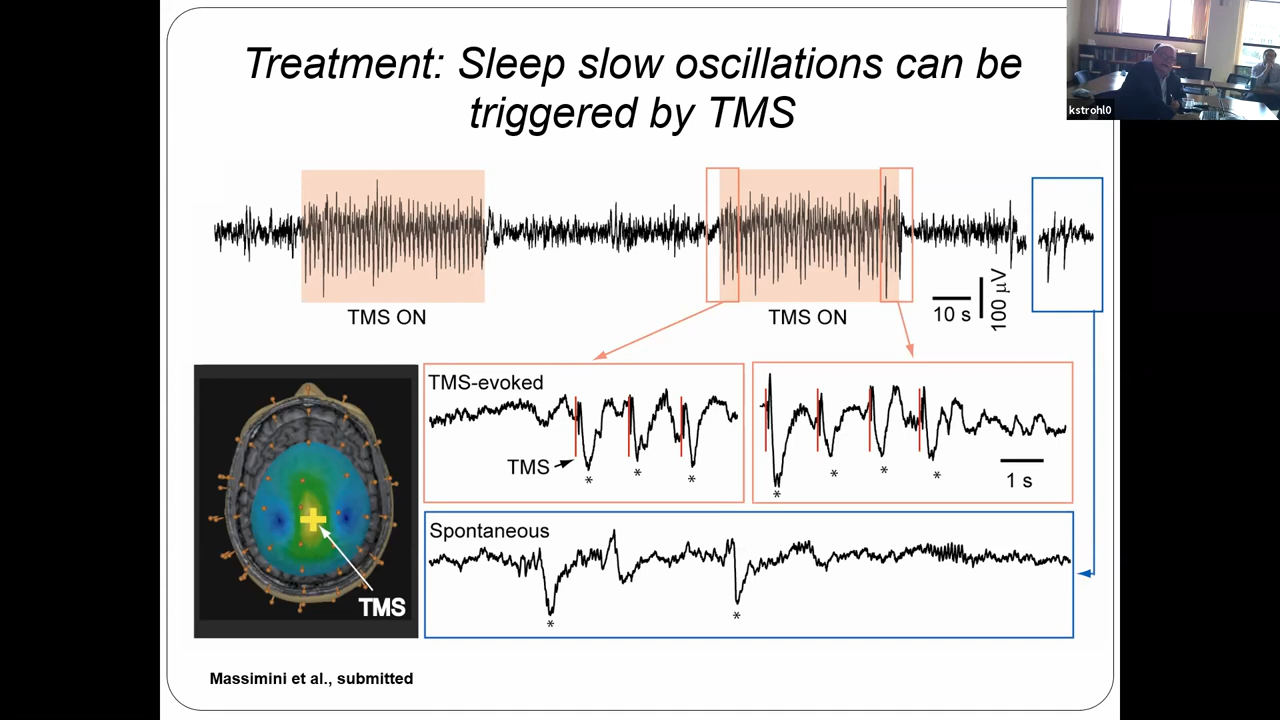 Treatment: Sleep slow oscillations can be
triggered by TMS
kstrohl0
TMS ON
TMS ON
10 s
100 µV
TMS-evoked
TMS
*
*
*
*
*
*
*
1 s
Spontaneous
*
*
TMS
Massimini et al., submitted